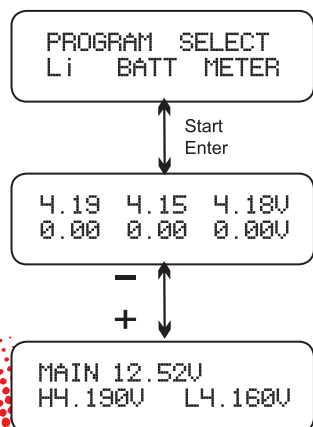 PROGRAM SELECT
Li BATT METER
Start
Enter
4.19 4.15 4.18V
0.00 0.00 0.00V
−
+
MAIN 12.52V
H4.190V L4.160V